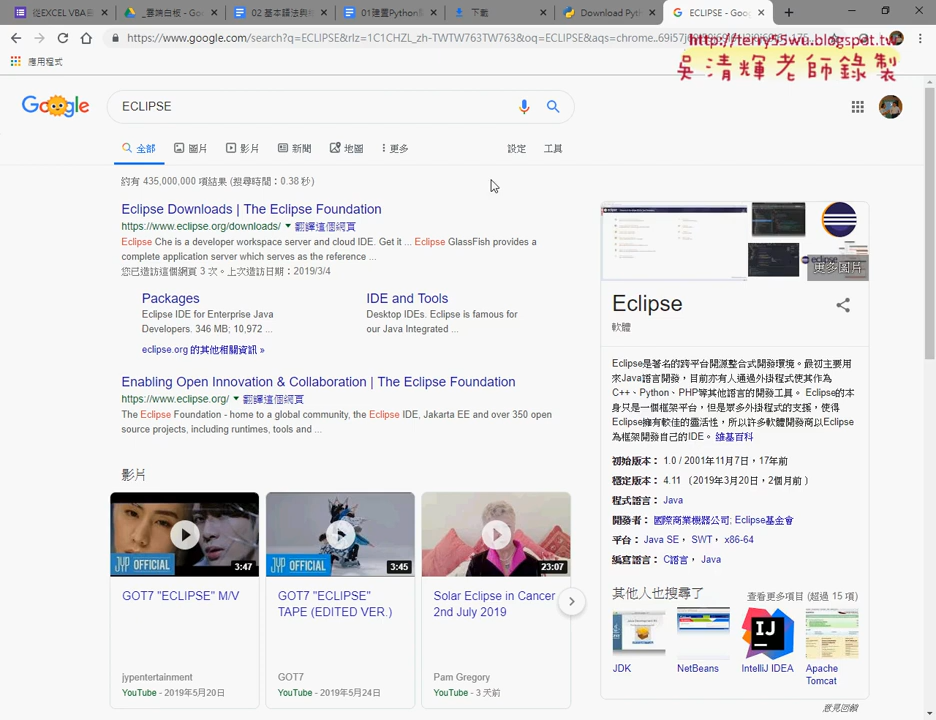 從EXCEL VBA
_雲端白板 - Go
02 基本語法與
01建置Python
下載
Download Pyth
ECLIPSE - Goo
https://www.google.com/search?q=ECLIPSE&rlz=1C1CHZL_zh-TWTW763TW763&oq=ECLIPSE&aqs=chrome.
http://terry55wu.blogspot.tw
吳清輝老師錄製
應用程式
Google
ECLIPSE
全部
圖片
影片
新聞
地圖
更多
設定
工具
約有 435,000,000 項結果 (搜尋時間：0.38 秒)
Eclipse Downloads | The Eclipse Foundation
https://www.eclipse.org/downloads/ ▼ 翻譯這個網頁
Eclipse Che is a developer workspace server and cloud IDE. Get it ... Eclipse GlassFish provides a
complete application server which serves as the reference ...
您已造訪這個網頁 3 次。上次造訪日期：2019/3/4
Packages
Eclipse IDE for Enterprise Java
Developers. 346 MB; 10,972 ...
IDE and Tools
Desktop IDEs. Eclipse is famous for
our Java Integrated ...
eclipse.org 的其他相關資訊 »
Enabling Open Innovation & Collaboration | The Eclipse Foundation
https://www.eclipse.org/ ▼ 翻譯這個網頁
The Eclipse Foundation - home to a global community, the Eclipse IDE, Jakarta EE and over 350 open
source projects, including runtimes, tools and ...
影片
3:47
JYP OFFICIAL
GOT7 "ECLIPSE" M/V
jypentertainment
YouTube - 2019年5月20日
3:45
JYP OFFICIAL
GOT7 "ECLIPSE"
TAPE (EDITED VER.)
GOT7
YouTube - 2019年5月24日
23:07
Solar Eclipse in Cancer
2nd July 2019
Pam Gregory
YouTube - 3 天前
更多圖片
Eclipse
軟體
Eclipse是著名的跨平台開源整合式開發環境。最初主要用
來Java語言開發，目前亦有人通過外掛程式使其作為
C++、Python、PHP等其他語言的開發工具。 Eclipse的本
身只是一個框架平台，但是眾多外掛程式的支援，使得
Eclipse擁有較佳的靈活性，所以許多軟體開發商以Eclipse
為框架開發自己的IDE。 維基百科
初始版本： 1.0 / 2001年11月7日，17年前
穩定版本： 4.11 （2019年3月20日，2個月前 ）
程式語言： Java
開發者： 國際商業機器公司; Eclipse基金會
平台： Java SE， SWT， x86-64
編寫語言： C語言， Java
其他人也搜尋了
查看更多項目 (超過 15 項)
IJ
JDK
NetBeans
IntelliJ IDEA
Apache
Tomcat
意見回饋